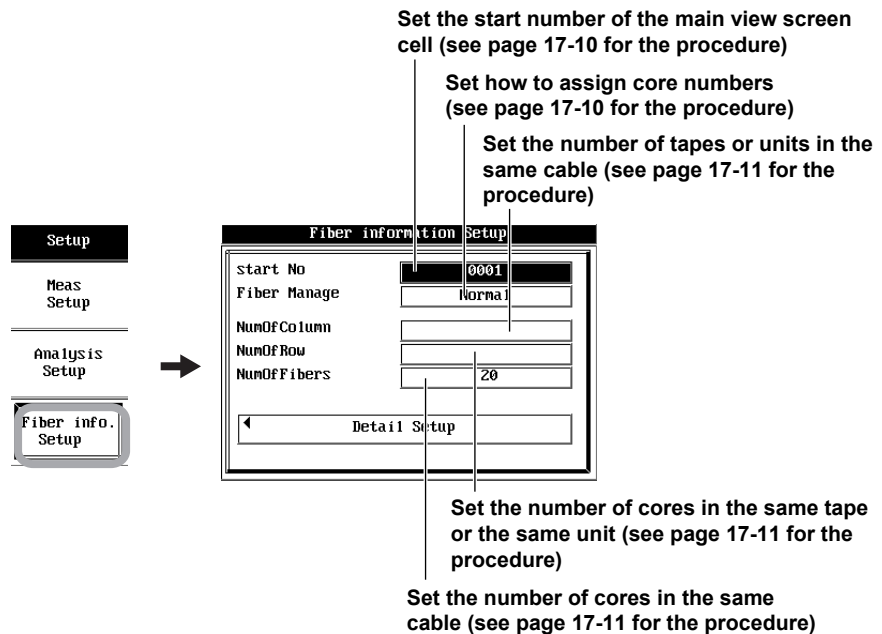 Set the start number of the main view screen
cell (see page 17-10 for the procedure)
Set how to assign core numbers
(see page 17-10 for the procedure)
Set the number of tapes or units in the
same cable (see page 17-11 for the
procedure)
Setup
Meas
Setup
Analysis
Setup
Fiber info.
Setup
Fiber information Setup
start No
0001
Fiber Manage
Normal
NumOfColumn
NumOfRow
NumOfFibers
20
Detail Setup
Set the number of cores in the same tape
or the same unit (see page 17-11 for the
procedure)
Set the number of cores in the same
cable (see page 17-11 for the procedure)